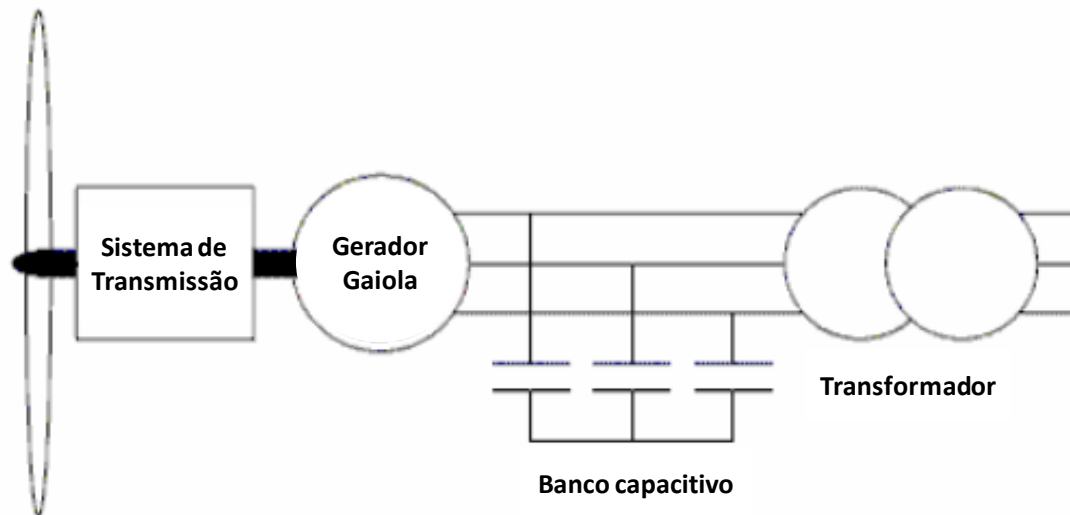 Sistema de
Transmissão
Gerador
Gaiola
Transformador
Banco capacitivo